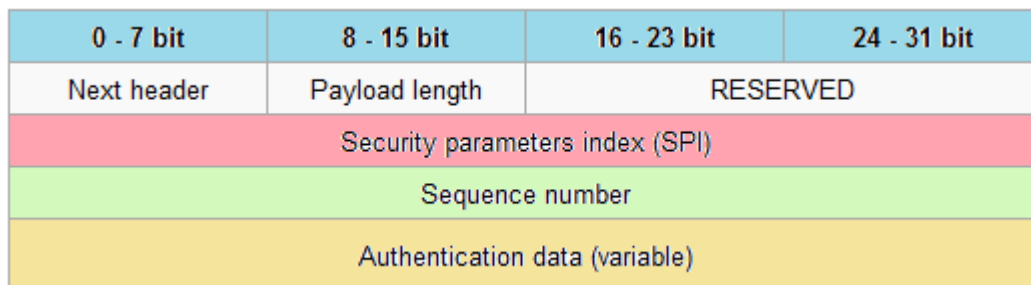 0 - 7 bit 8 - 15 bit 16 - 23 bit 24 - 31 bit
Next header Payload length RESERVED
Security parameters index (SPI)
Sequence number
Authentication data (variable)